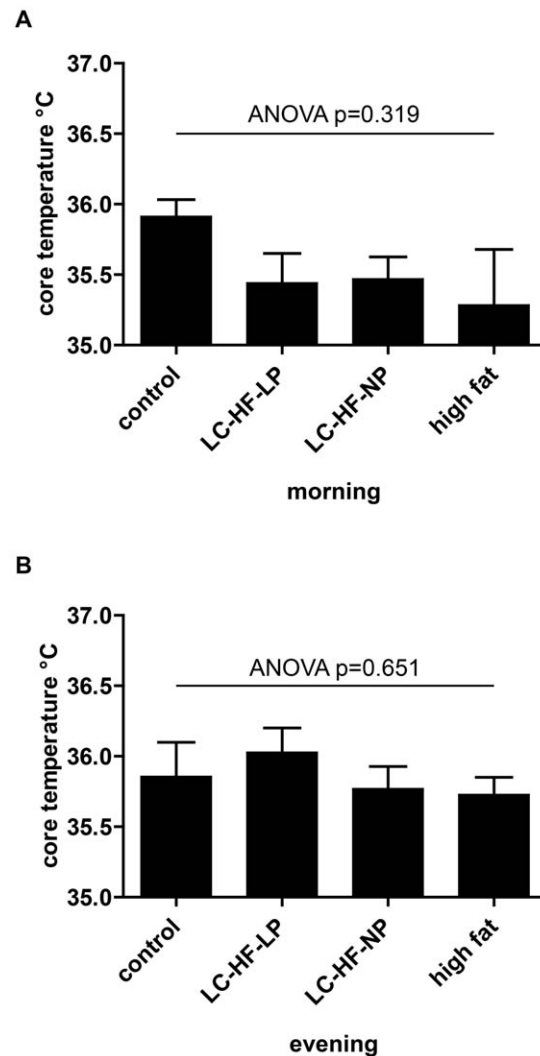 A
core temperature °C
37.0
36.5
36.0
35.5
35.0
ANOVA p=0.319
control
LC-HF-LP
LC-HF-NP
high fat
morning
B
core temperature °C
37.0
36.5
36.0
35.5
35.0
ANOVA p=0.651
control
LC-HF-LP
LC-HF-NP
high fat
evening